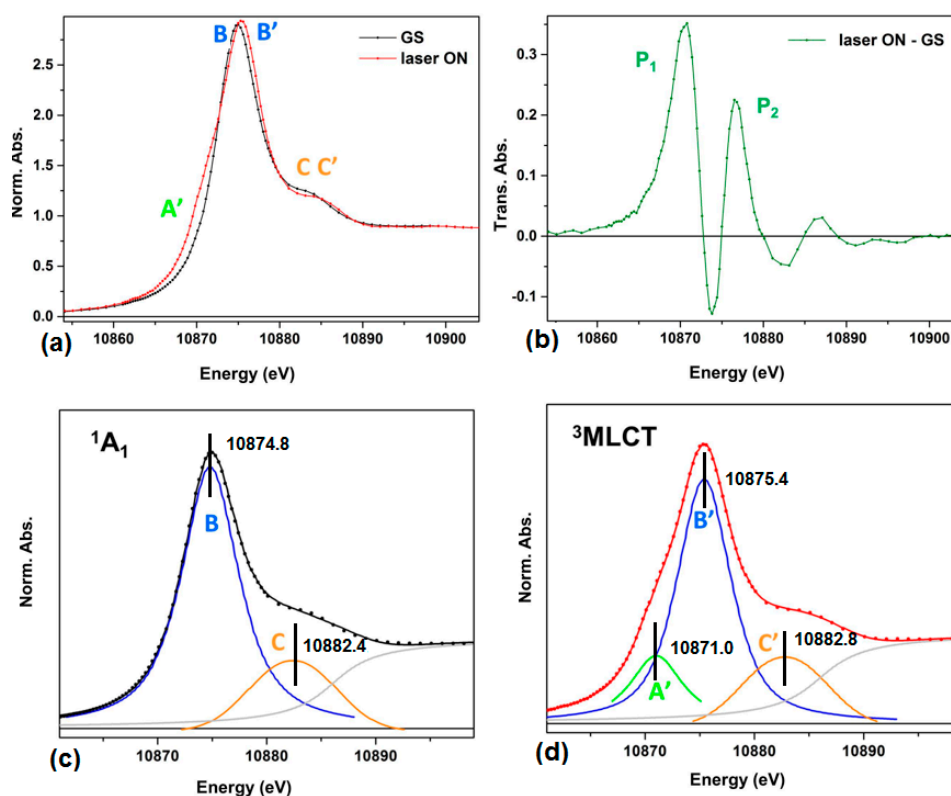 B
B'
GS
laser ON
C C'
A'
Norm. Abs.
2.5
2.0
1.5
1.0
0.5
0.0
10860 10870 10880 10890 10900
Energy (eV)
(a)
laser ON - GS
P₁
P₂
Trans. Abs.
0.3
0.2
0.1
0.0
-0.1
10860 10870 10880 10890 10900
Energy (eV)
(b)
¹A₁
10874.8
B
C
10882.4
Norm. Abs.
10870 10880 10890
Energy (eV)
(c)
³MLCT
10875.4
B'
10871.0
A'
C'
10882.8
Norm. Abs.
10870 10880 10890
Energy (eV)
(d)